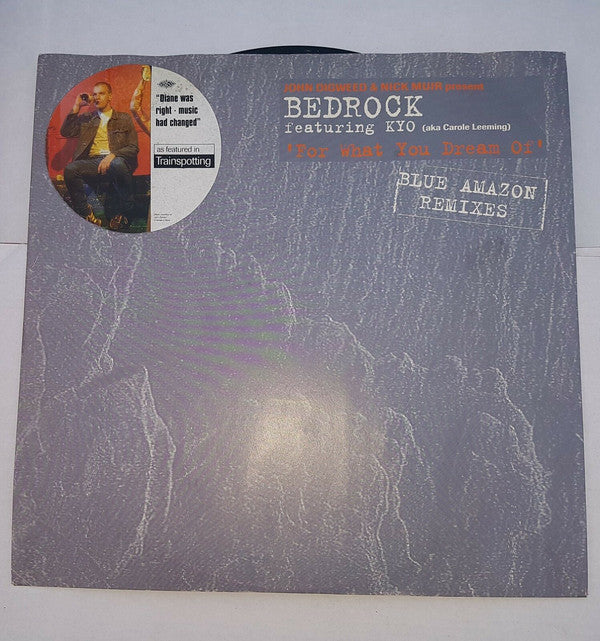 "Diane was
right - music
had changed"
as featured in
Trainspotting
JOHN DIGWEED & NICK MUIR present
BEDROCK
featuring KYO (aka Carole Leeming)
'For What You Dream Of'
BLUE AMAZON
REMIXES